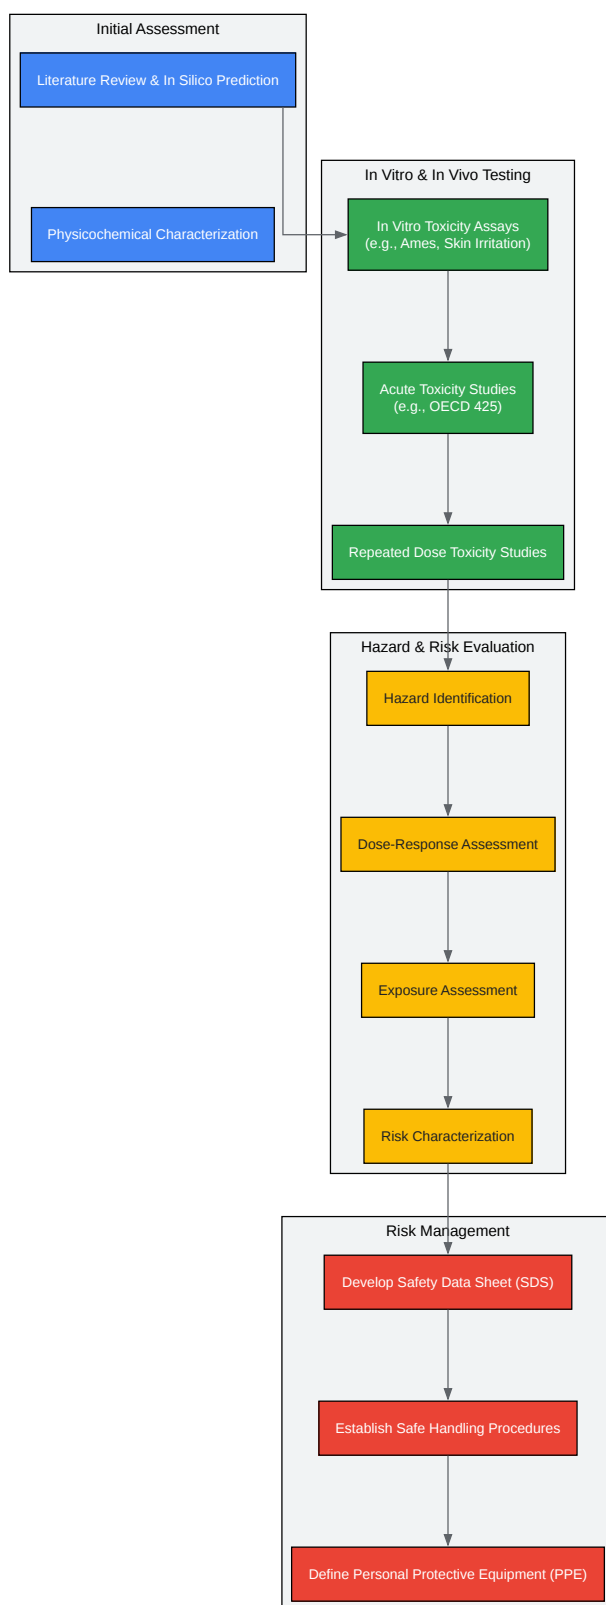 Initial Assessment
Literature Review & In Silico Prediction
Physicochemical Characterization
In Vitro & In Vivo Testing
In Vitro Toxicity Assays
(e.g., Ames, Skin Irritation)
Acute Toxicity Studies
(e.g., OECD 425)
Repeated Dose Toxicity Studies
Hazard & Risk Evaluation
Hazard Identification
Dose-Response Assessment
Exposure Assessment
Risk Characterization
Risk Management
Develop Safety Data Sheet (SDS)
Establish Safe Handling Procedures
Define Personal Protective Equipment (PPE)